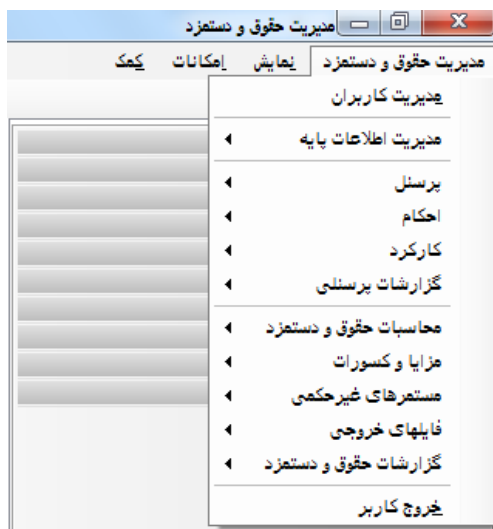 مدیریت حقوق و دستمزد
مدیریت حقوق و دستمزد نمایش امکانات کمک
مدیریت کاربران
مدیریت اطلاعات پایه
پرسنل
احکام
کارکرد
گزارشات پرسنلی
محاسبات حقوق و دستمزد
مزایا و کسورات
مستمرهای غیرحکمی
فایلهای خروجی
گزارشات حقوق و دستمزد
خروج کاربر